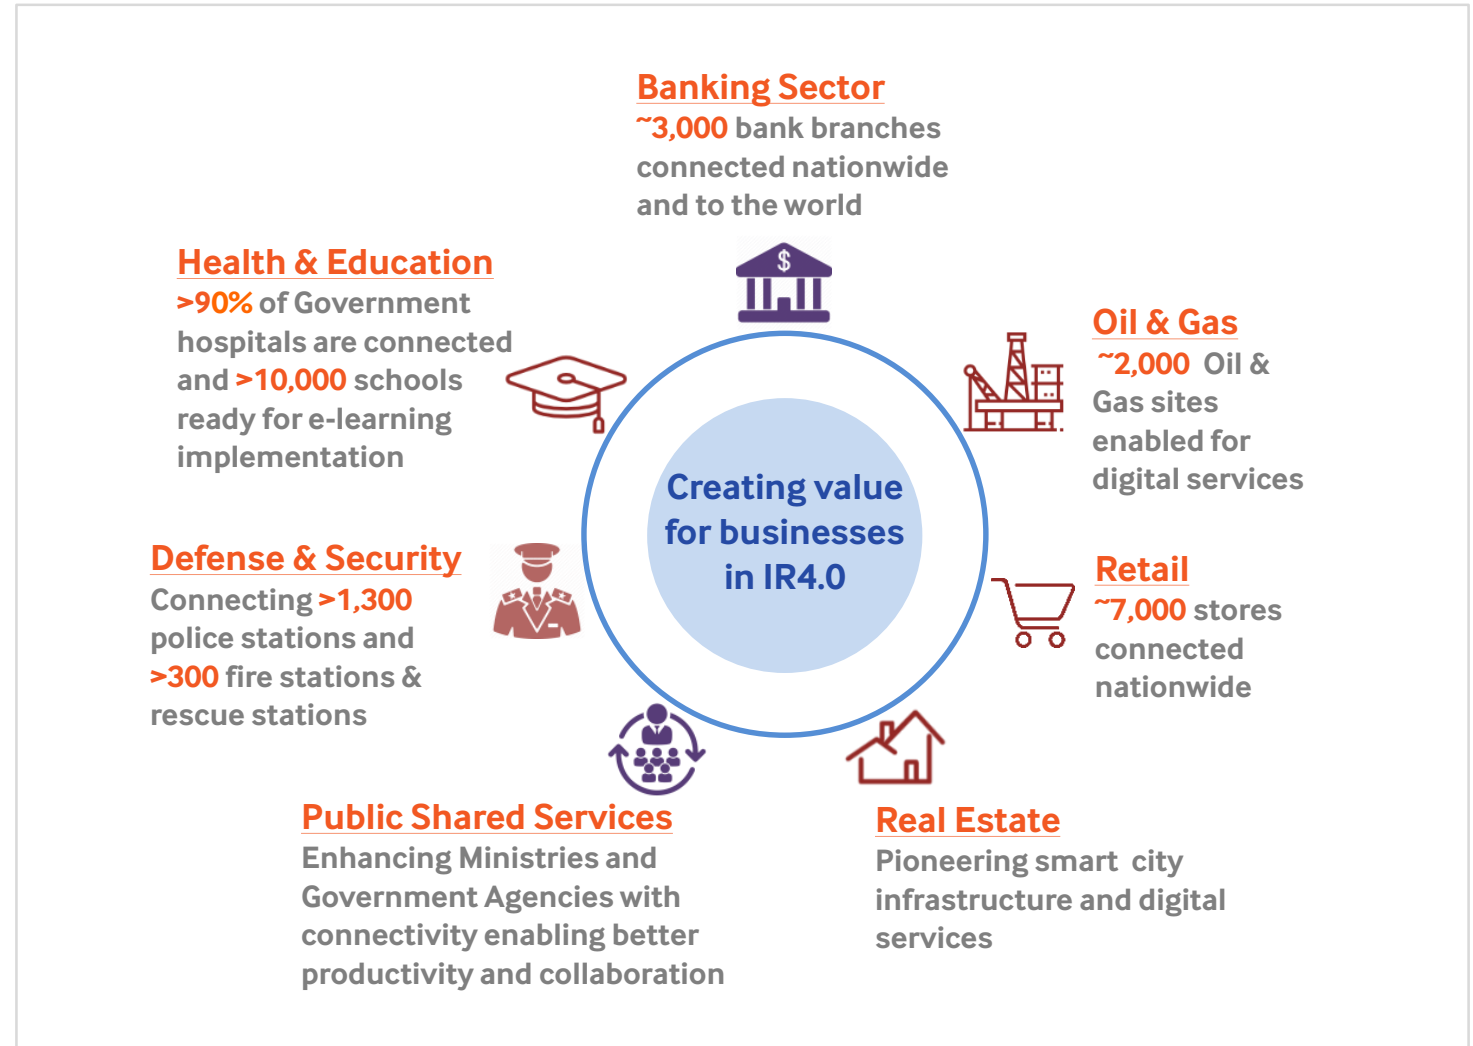 Banking Sector
~3,000 bank branches
connected nationwide
and to the world
Health & Education
>90% of Government
hospitals are connected
and >10,000 schools
ready for e-learning
implementation
$
Oil & Gas
~2,000 Oil &
Gas sites
enabled for
digital services
Creating value
for businesses
in IR4.0
Defense & Security
Connecting >1,300
police stations and
>300 fire stations &
rescue stations
Retail
~7,000 stores
connected
nationwide
Public Shared Services
Enhancing Ministries and
Government Agencies with
connectivity enabling better
productivity and collaboration
Real Estate
Pioneering smart city
infrastructure and digital
services